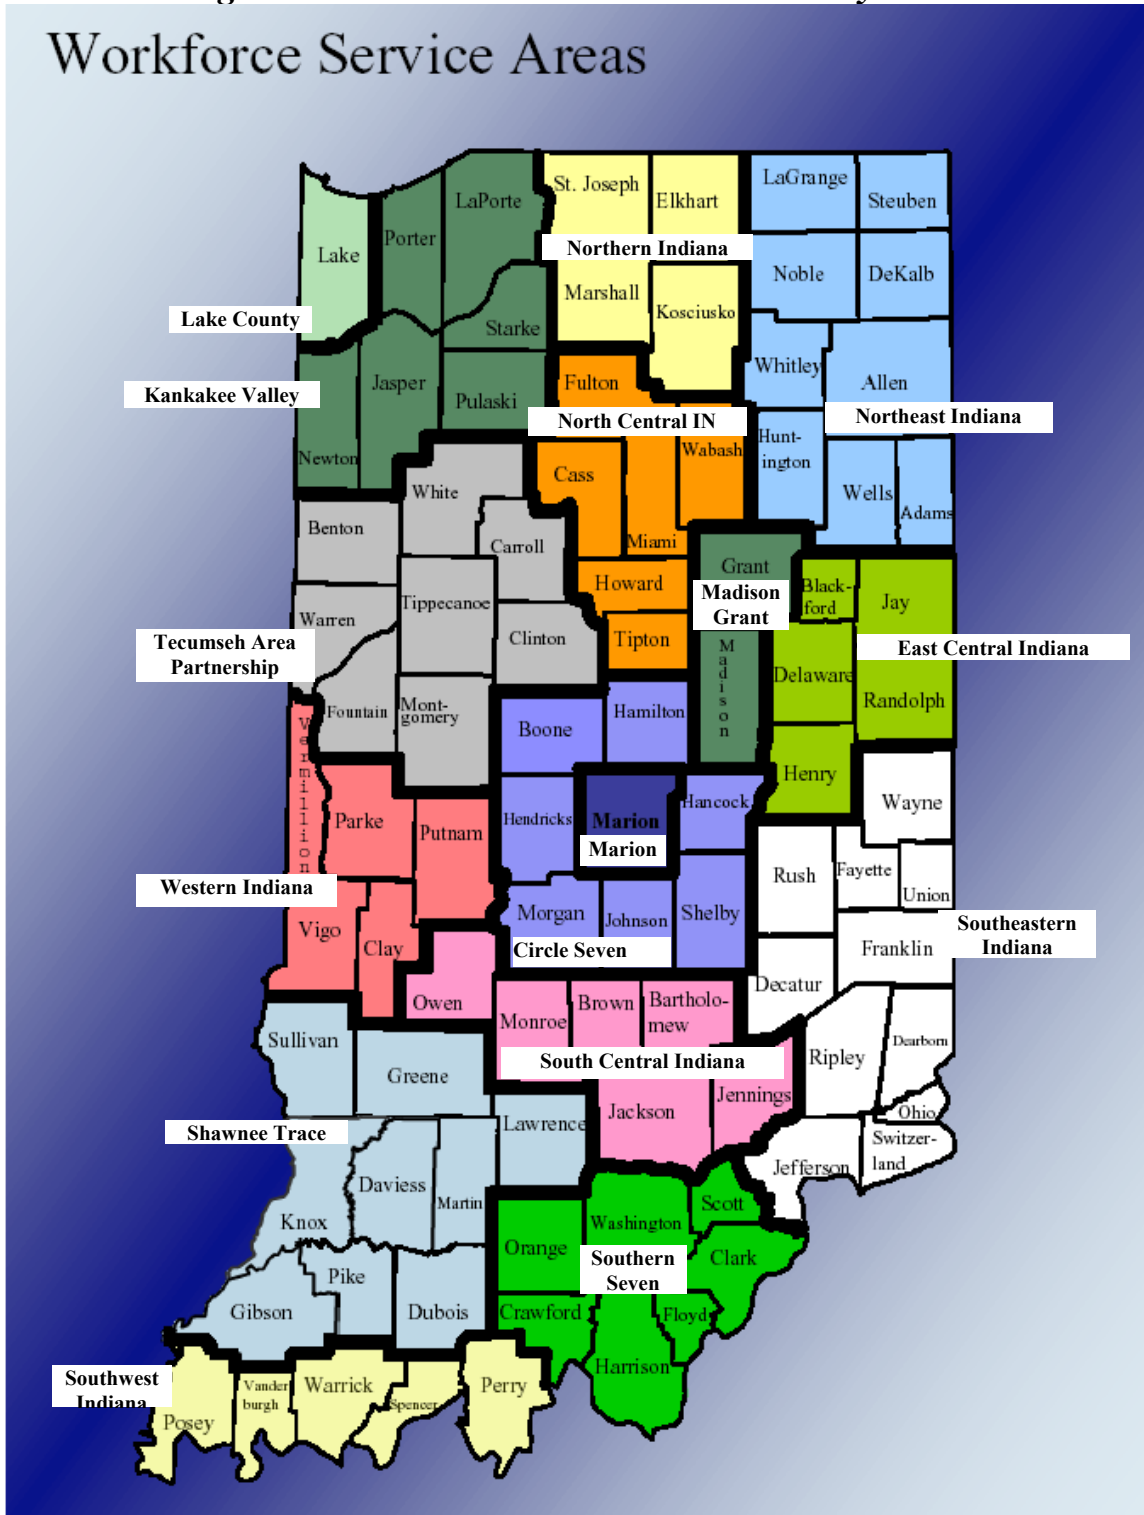 Workforce Service Areas
LaGrange
Steuben
St. Joseph
Elkhart
LaPorte
Porter
Lake
Northern Indiana
Noble
DeKalb
Marshall
Kosciusko
Lake County
Starke
Whitley
Allen
Jasper
Fulton
Kankakee Valley
Pulaski
North Central IN
Northeast Indiana
Newton
Cass
Wabash
Hunt-
ington
White
Wells
Adams
Benton
Carroll
Miami
Grant
Howard
Black-
ford
Jay
Madison
Grant
Tippecanoe
Warren
Clinton
Tipton
Tecumseh Area
Partnership
East Central Indiana
Madison
Delaware
Randolph
Fountain
Mont-
gomery
Hamilton
Boone
Vermillion
Henry
Wayne
Parke
Putnam
Hendricks
Marion
Marion
Hancock
Rush
Fayette
Union
Western Indiana
Vigo
Clay
Morgan
Johnson
Shelby
Circle Seven
Franklin
Southeastern
Indiana
Decatur
Owen
Monroe
Brown
Bartholo-
mew
Sullivan
Greene
South Central Indiana
Ripley
Dearborn
Jennings
Jackson
Lawrence
Ohio
Shawnee Trace
Switzer-
land
Jefferson
Daviess
Martin
Knox
Washington
Scott
Orange
Clark
Southern
Seven
Pike
Gibson
Dubois
Crawford
Floyd
Harrison
Southwest
Indiana
Vander
burgh
Warrick
Spencer
Perry
Posey